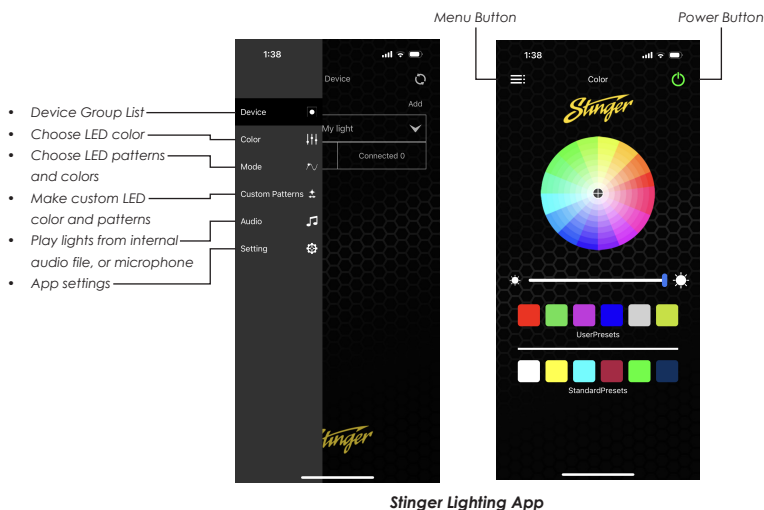 Menu Button
Power Button
• Device Group List
• Choose LED color
• Choose LED patterns
and colors
• Make custom LED
color and patterns
• Play lights from internal
audio file, or microphone
• App settings
1:38
Device
Add
Device
My light
Color
Connected 0
Mode
Custom Patterns
Audio
Setting
Stinger
1:38
Color
Stinger
UserPresets
StandardPresets
Stinger Lighting App